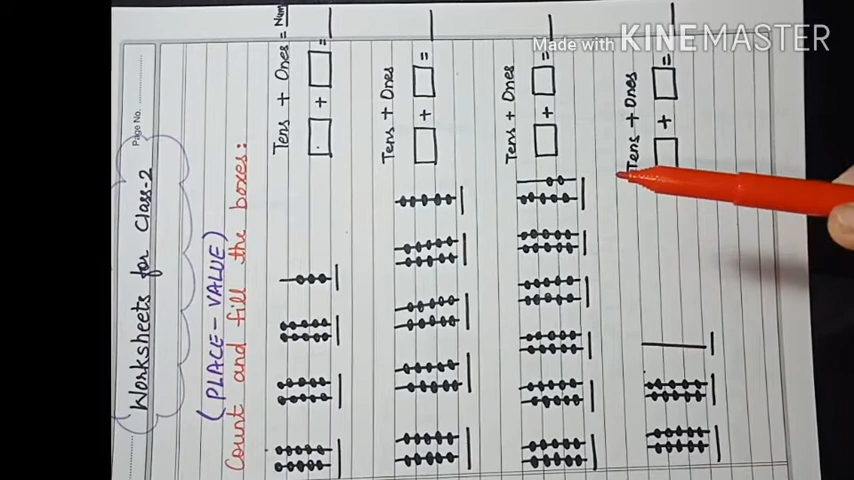 Made with KINEMASTER
Page No.
Worksheets for Class-2
(PLACE-VALUE)
Count and fill the boxes:
Tens + Ones = Num
+ =
Tens + Ones
+ =
Tens + Ones
+ =
Tens + Ones
+ =